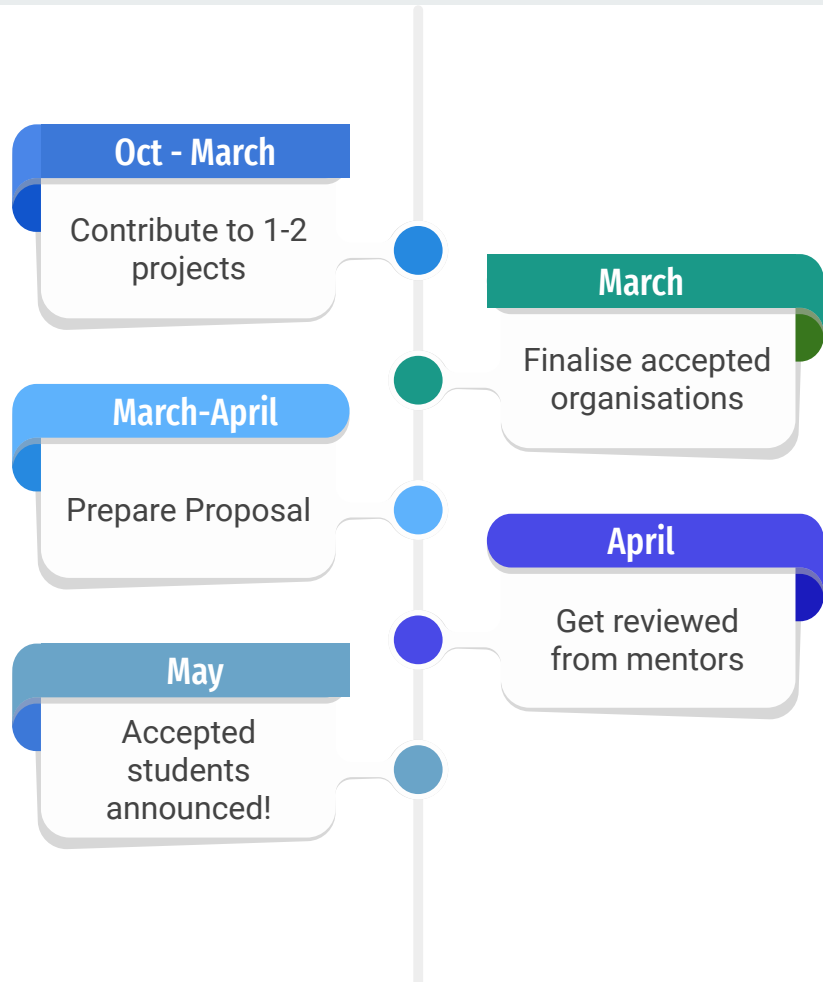 Oct - March
Contribute to 1-2
projects
March
Finalise accepted
organisations
March-April
Prepare Proposal
April
Get reviewed
from mentors
May
Accepted
students
announced!